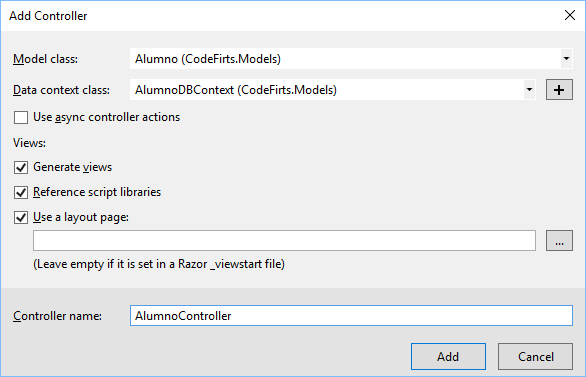 Add Controller
Model class: Alumno (CodeFirts.Models)
Data context class: AlumnoDBContext (CodeFirts.Models) +
Use async controller actions
Views:
Generate views
Reference script libraries
Use a layout page:
...
(Leave empty if it is set in a Razor _viewstart file)
Controller name: AlumnoController
Add Cancel